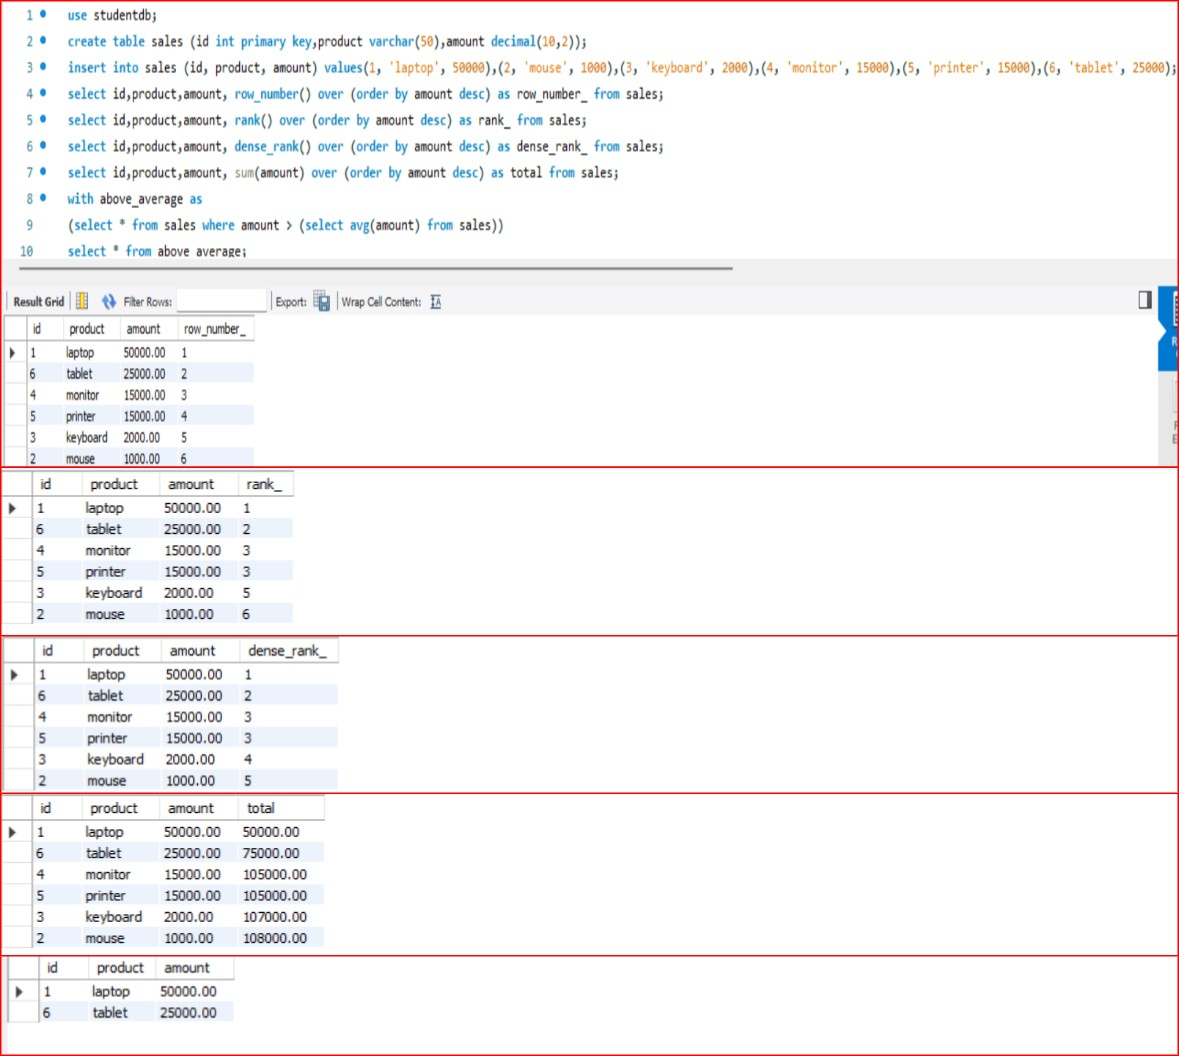 1 use studentdb;
2 create table sales (id int primary key,product varchar(50),amount decimal(10,2));
3 insert into sales (id, product, amount) values(1, 'laptop', 50000),(2, 'mouse', 1000),(3, 'keyboard', 2000),(4, 'monitor', 15000),(5, 'printer', 15000),(6, 'tablet', 25000);
4 select id,product,amount, row_number() over (order by amount desc) as row_number_ from sales;
5 select id,product,amount, rank() over (order by amount desc) as rank_ from sales;
6 select id,product,amount, dense_rank() over (order by amount desc) as dense_rank_ from sales;
7 select id,product,amount, sum(amount) over (order by amount desc) as total from sales;
8 with above_average as
9 (select * from sales where amount > (select avg(amount) from sales))
10 select * from above_average;
Result Grid Filter Rows: Export: Wrap Cell Content:
id product amount row_number_
1 laptop 50000.00 1
6 tablet 25000.00 2
4 monitor 15000.00 3
5 printer 15000.00 4
3 keyboard 2000.00 5
2 mouse 1000.00 6
id product amount rank_
1 laptop 50000.00 1
6 tablet 25000.00 2
4 monitor 15000.00 3
5 printer 15000.00 3
3 keyboard 2000.00 5
2 mouse 1000.00 6
id product amount dense_rank_
1 laptop 50000.00 1
6 tablet 25000.00 2
4 monitor 15000.00 3
5 printer 15000.00 3
3 keyboard 2000.00 4
2 mouse 1000.00 5
id product amount total
1 laptop 50000.00 50000.00
6 tablet 25000.00 75000.00
4 monitor 15000.00 105000.00
5 printer 15000.00 105000.00
3 keyboard 2000.00 107000.00
2 mouse 1000.00 108000.00
id product amount
1 laptop 50000.00
6 tablet 25000.00